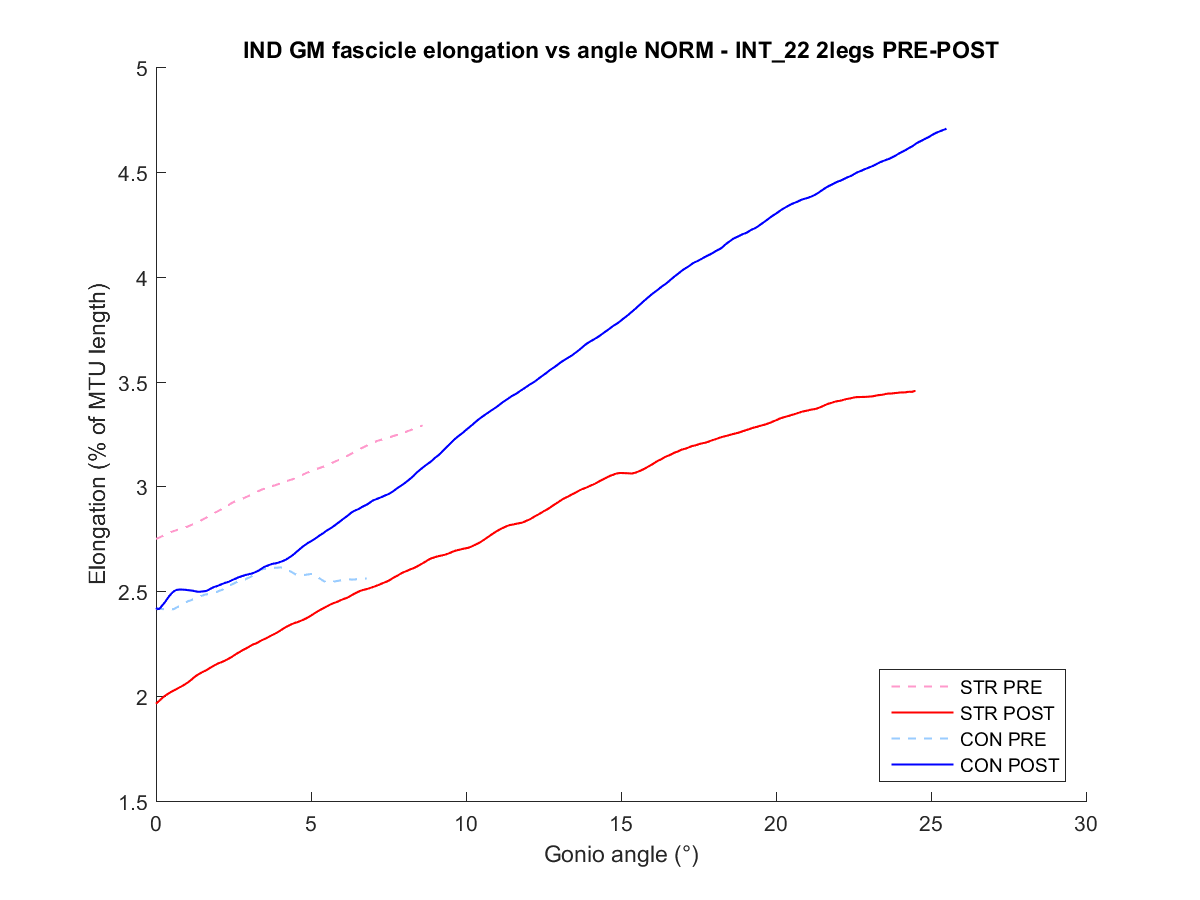 IND GM fascicle elongation vs angle NORM - INT_22 2legs PRE-POST
5
4.5
4
3.5
3
2.5
2
1.5
Elongation (% of MTU length)
0 5 10 15 20 25 30
Gonio angle (°)
STR PRE
STR POST
CON PRE
CON POST